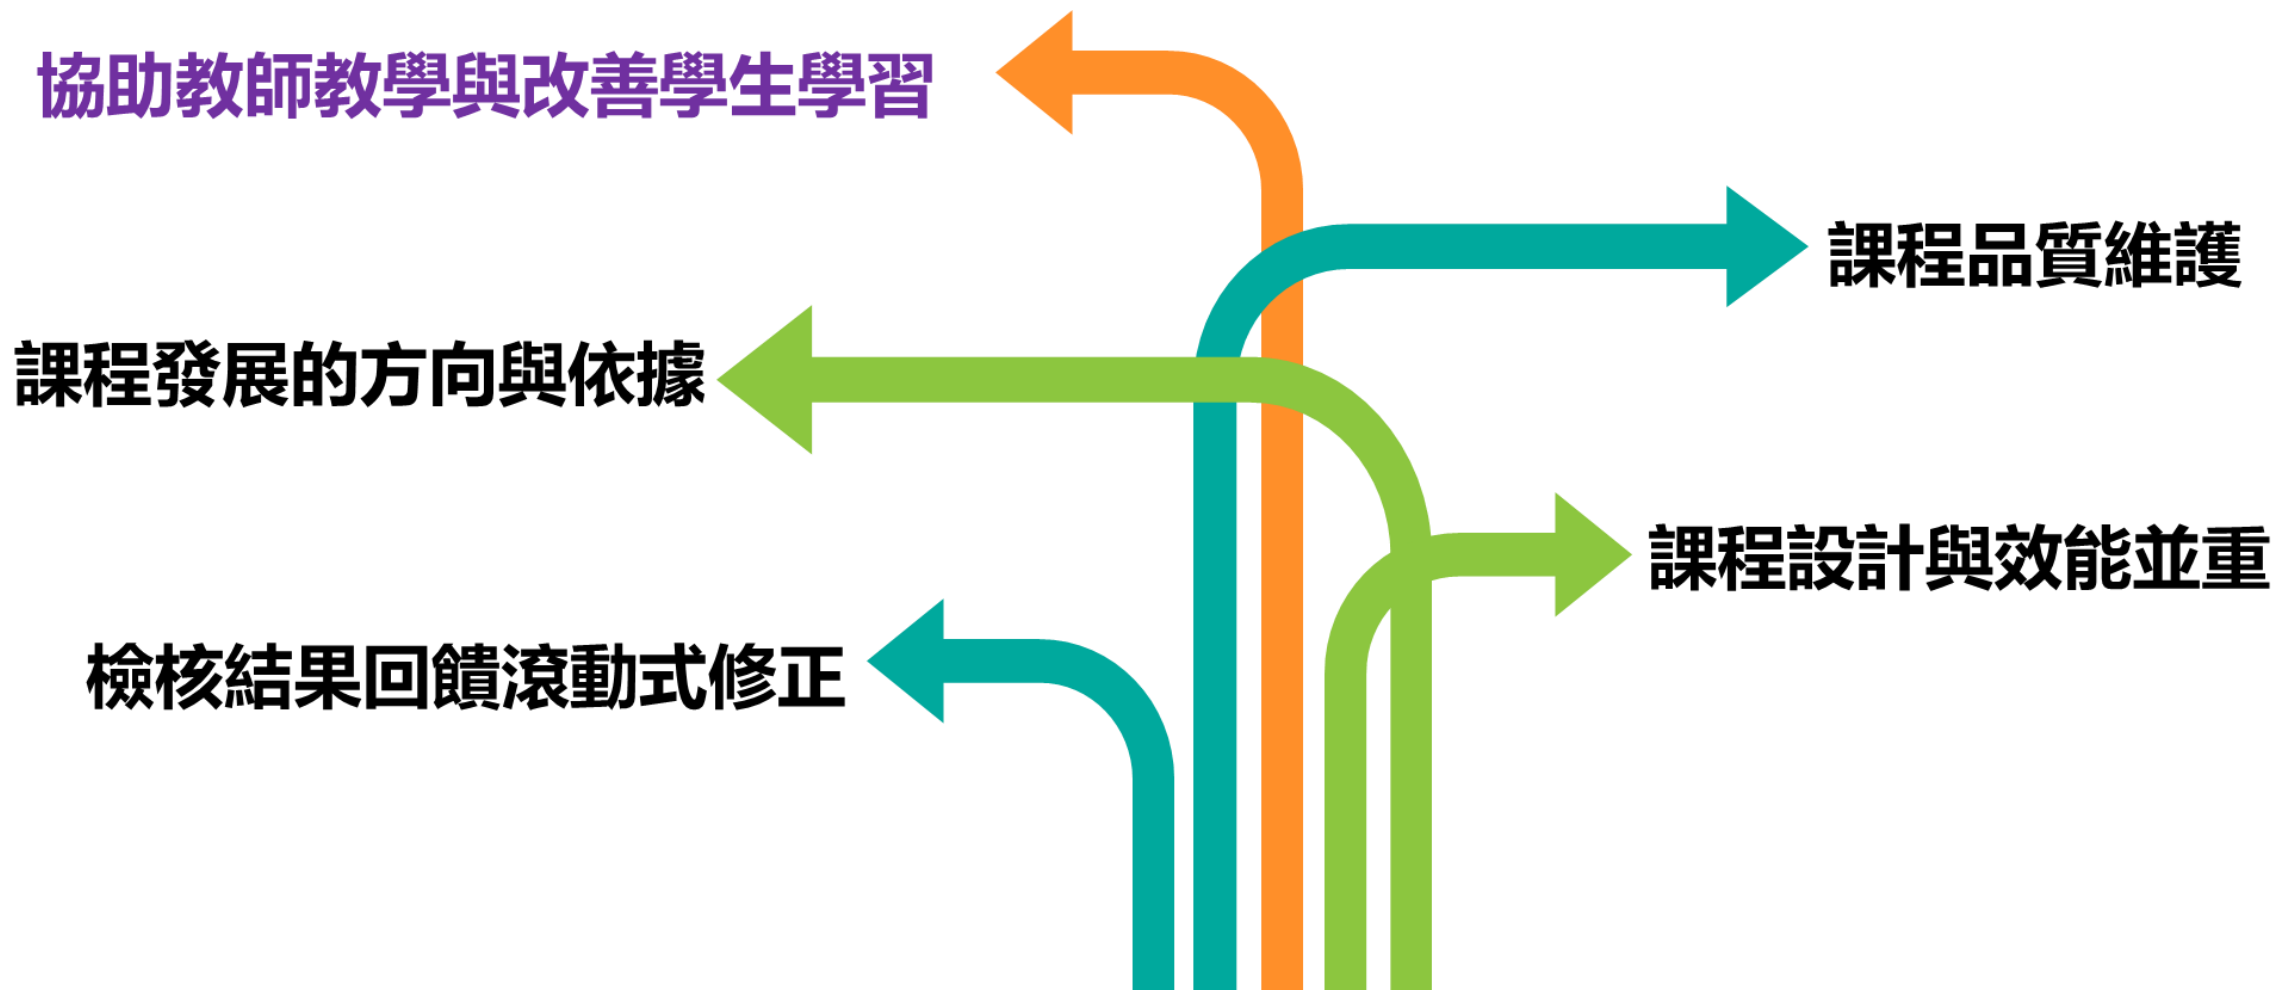 協助教師教學與改善學生學習
課程品質維護
課程發展的方向與依據
課程設計與效能並重
檢核結果回饋滾動式修正